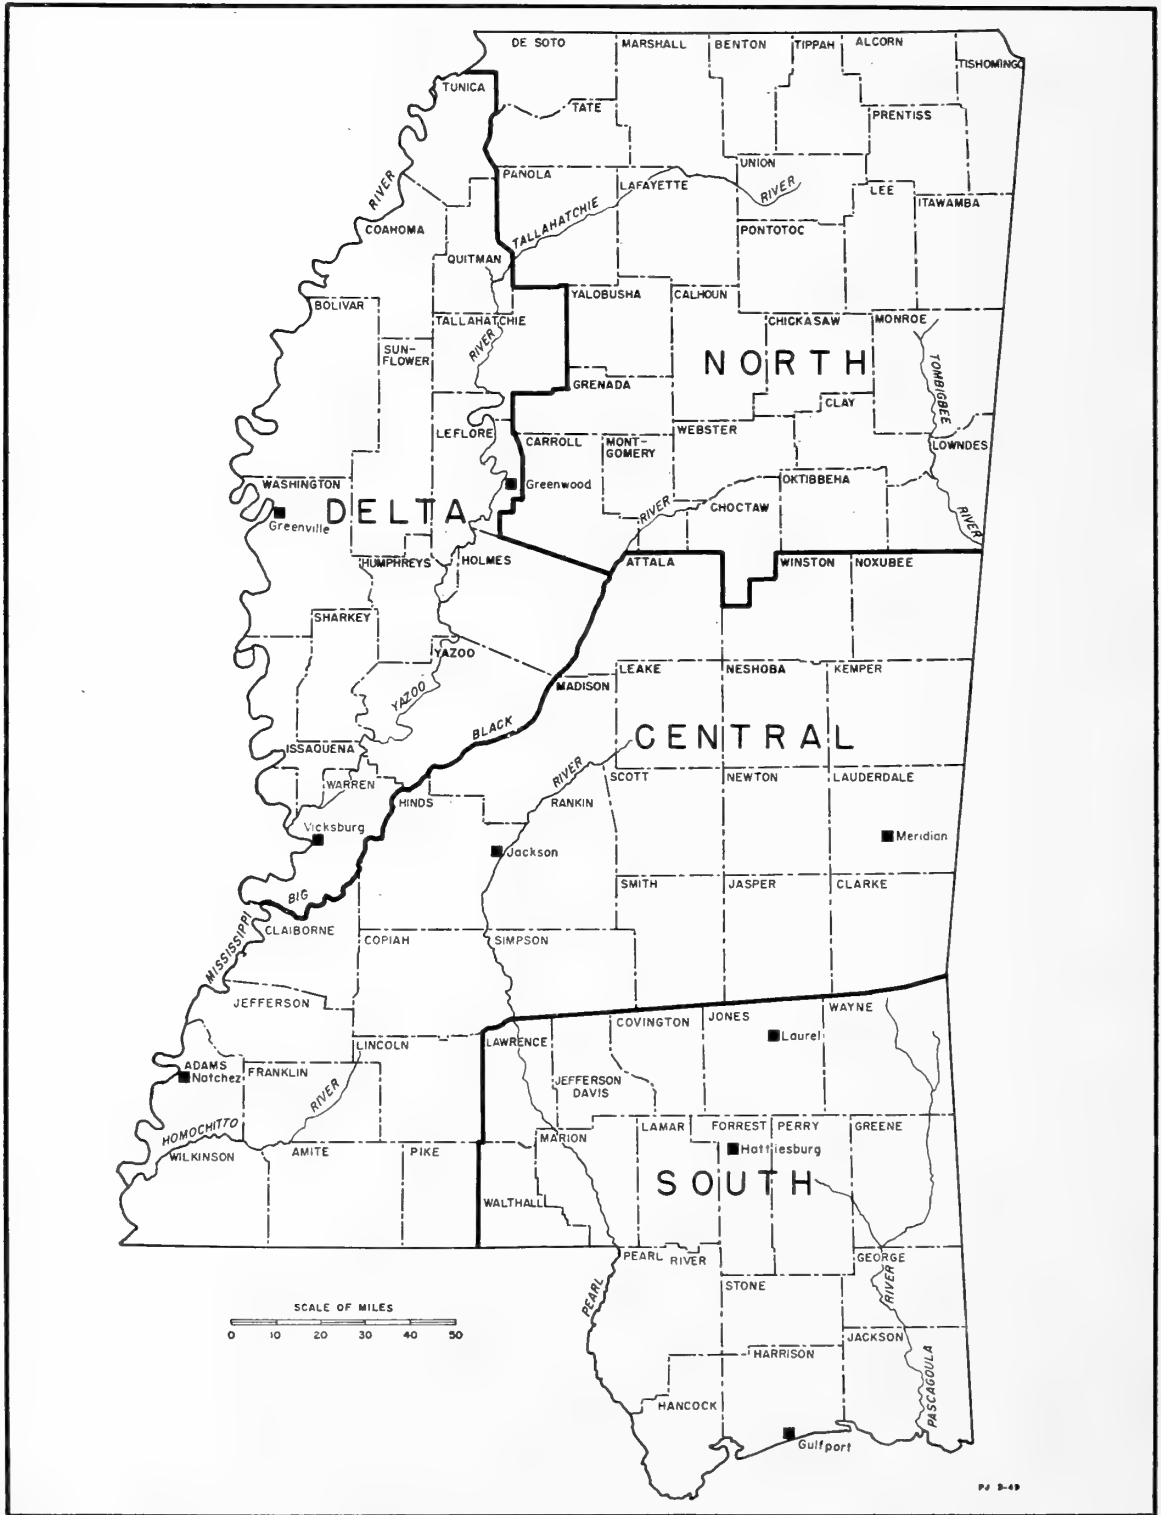 DE SOTO
MARSHALL
BENTON
TIPPAH
ALCORN
TISHOMINGO
TUNICA
TATE
PRENTISS
PANOLA
LAFAYETTE
UNION
LEE
ITAWAMBA
RIVER
COAHOMA
TALLAHATCHIE
RIVER
PONTOTOC
QUITMAN
BOLIVAR
TALLAHATCHIE
YALOBUSHA
CALHOUN
CHICKASAW
MONROE
SUN-
FLOWER
RIVER
NORTH
GRENADA
TOMBIGBEE
CLAY
LEFLORE
CARROLL
MONT-
GOMERY
WEBSTER
LOWNDES
WASHINGTON
Greenwood
OKTIBBEHA
DELTA
Greenville
RIVER
CHOCTAW
RIVER
HUMPHREYS
HOLMES
ATTALA
WINSTON
NOXUBEE
SHARKEY
YAZOO
YAZOO
MADISON
LEAKE
NESHOBA
KEMPER
BLACK
CENTRAL
ISSAQUENA
WARREN
HINDS
RIVER
RANKIN
SCOTT
NEWTON
LAUDERDALE
Vicksburg
Jackson
Meridian
BIG
SMITH
JASPER
CLARKE
MISSISSIPPI
CLAIBORNE
COPIAH
SIMPSON
JEFFERSON
LINCOLN
LAWRENCE
COVINGTON
JONES
WAYNE
Laurel
ADAMS
Natchez
FRANKLIN
RIVER
JEFFERSON
DAVIS
HOMOCHITTO
WILKINSON
AMITE
PIKE
MARION
LAMAR
FORREST
PERRY
GREENE
Hattiesburg
SOUTH
WALTHALL
PEARL RIVER
GEORGE
STONE
RIVER
PEARL
SCALE OF MILES
0 10 20 30 40 50
JACKSON
HARRISON
HANCOCK
PASCAGOULA
Gulfport
PJ 9-49